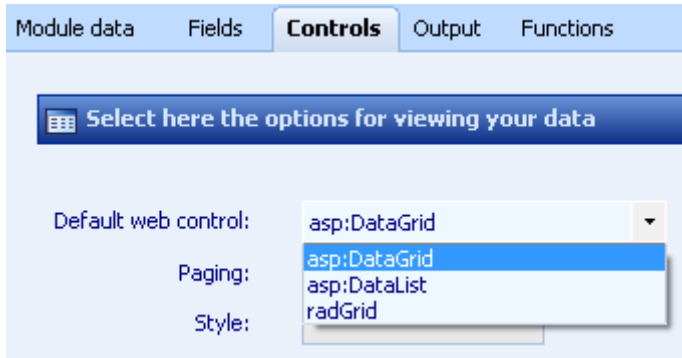 Module data Fields Controls Output Functions
Select here the options for viewing your data
Default web control: asp:DataGrid
asp:DataGrid
Paging: asp:DataList
radGrid
Style: